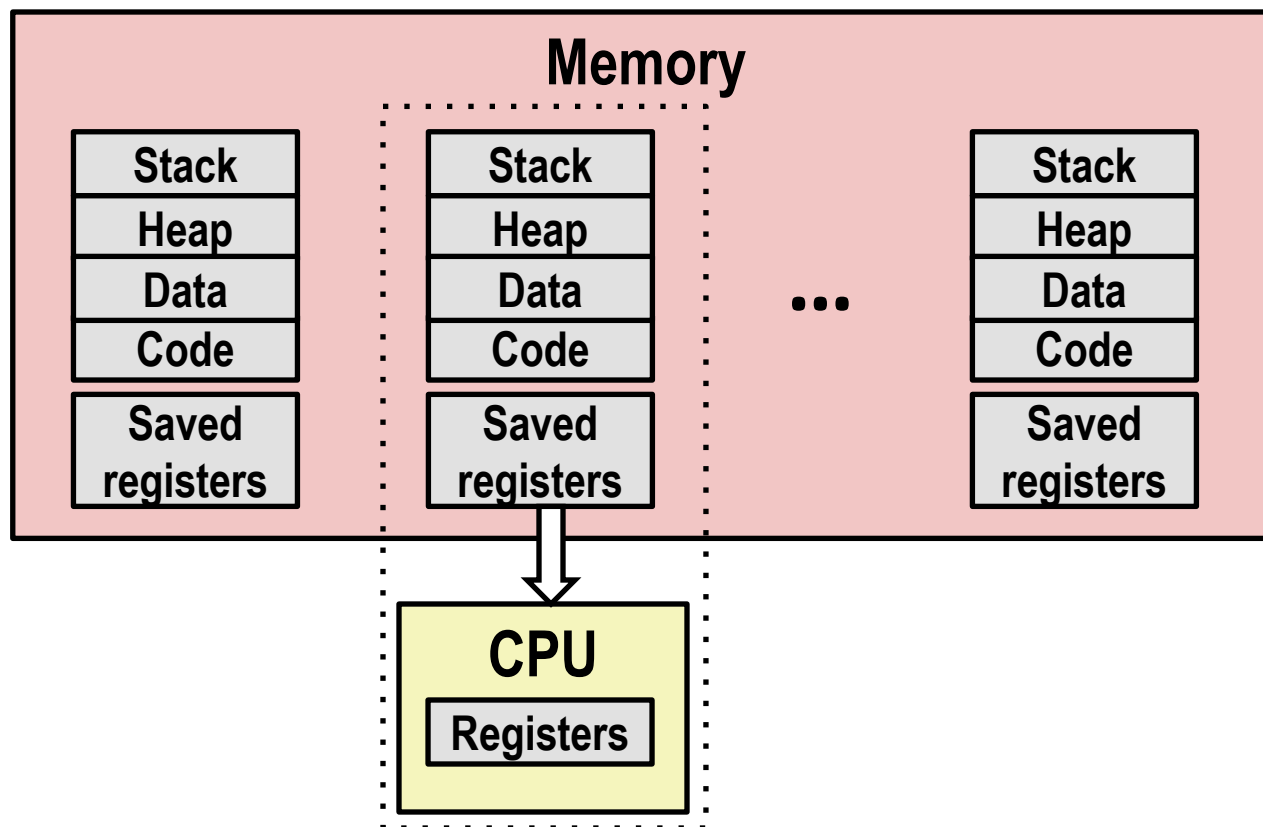 Memory
Stack
Heap
Data
Code
Saved
registers
Stack
Heap
Data
Code
Saved
registers
...
Stack
Heap
Data
Code
Saved
registers
CPU
Registers